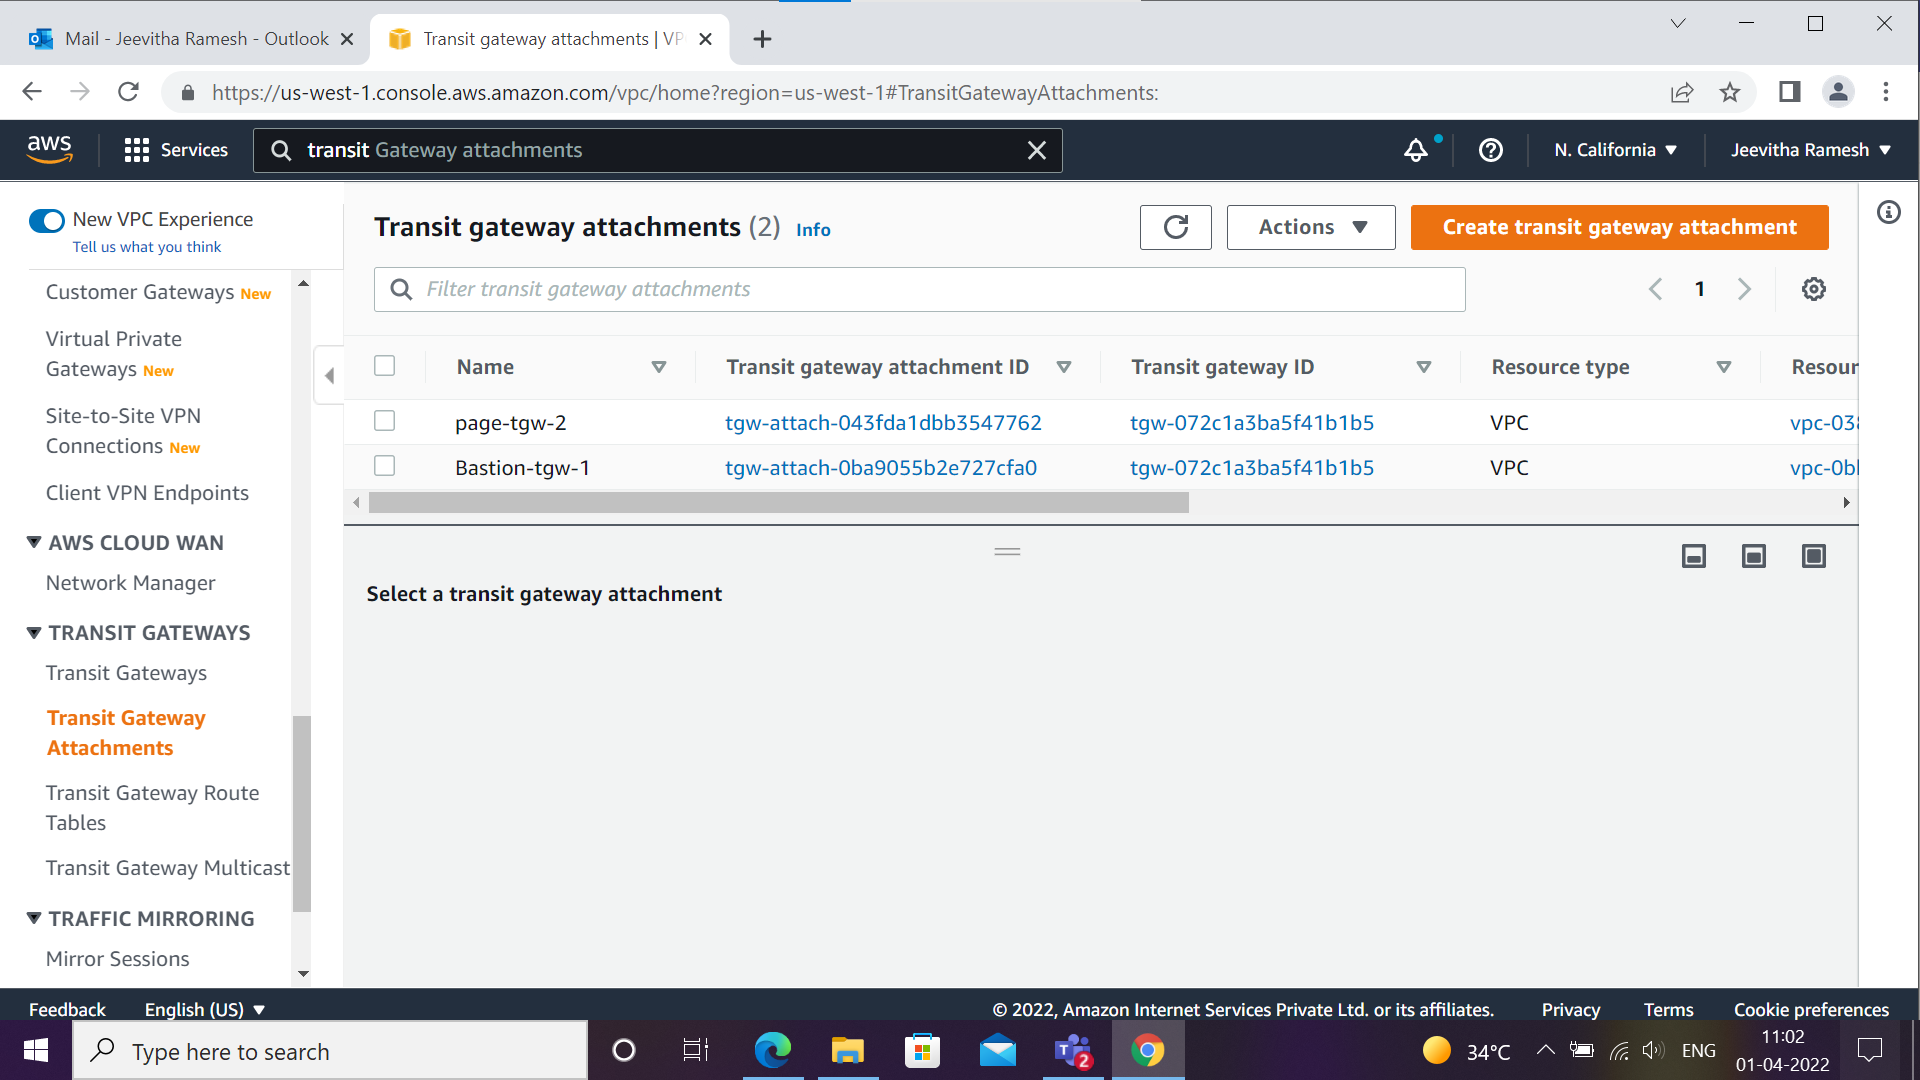 Mail - Jeevitha Ramesh - Outlook
Transit gateway attachments | VP
https://us-west-1.console.aws.amazon.com/vpc/home?region=us-west-1#TransitGatewayAttachments:
aws
Services
transit Gateway attachments
N. California
Jeevitha Ramesh
New VPC Experience
Tell us what you think
Customer Gateways New
Virtual Private
Gateways New
Site-to-Site VPN
Connections New
Client VPN Endpoints
AWS CLOUD WAN
Network Manager
TRANSIT GATEWAYS
Transit Gateways
Transit Gateway
Attachments
Transit Gateway Route
Tables
Transit Gateway Multicast
TRAFFIC MIRRORING
Mirror Sessions
Transit gateway attachments (2) Info
Actions
Create transit gateway attachment
Filter transit gateway attachments
1
Name Transit gateway attachment ID Transit gateway ID Resource type Resour
page-tgw-2 tgw-attach-043fda1dbb3547762 tgw-072c1a3ba5f41b1b5 VPC vpc-038
Bastion-tgw-1 tgw-attach-0ba9055b2e727cfa0 tgw-072c1a3ba5f41b1b5 VPC vpc-0bl
Select a transit gateway attachment
Feedback English (US) © 2022, Amazon Internet Services Private Ltd. or its affiliates. Privacy Terms Cookie preferences
Type here to search
T
2
34°C
ENG
11:02
01-04-2022